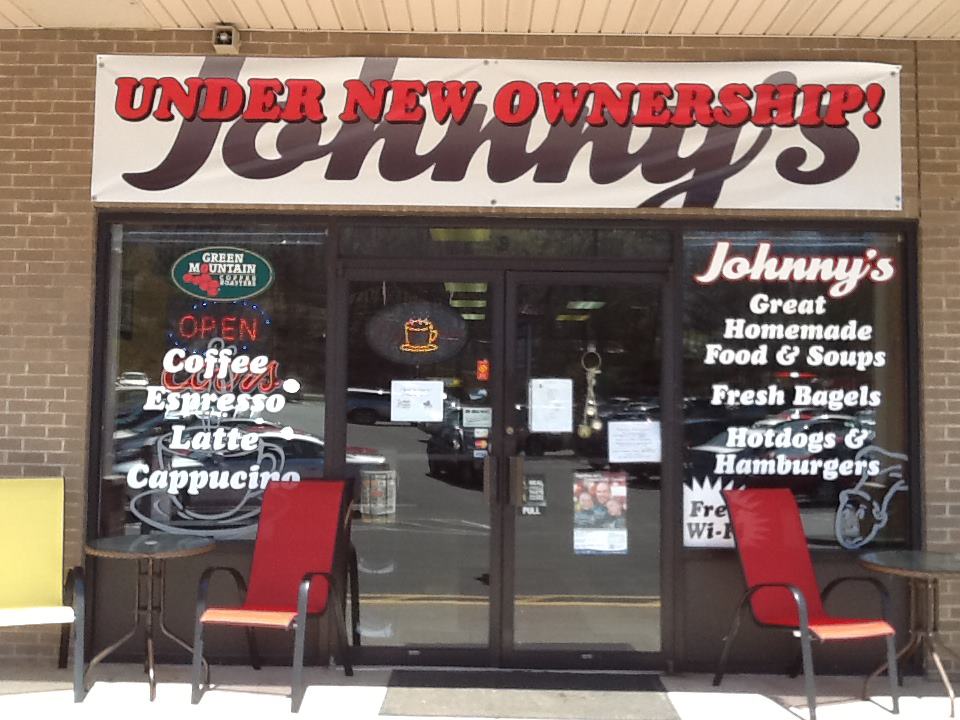 UNDER NEW OWNERSHIP!
Johnny's
GREEN
MOUNTAIN
COFFEE
ROASTERS
OPEN
Coffee
Espresso
Latte
Cappucino
PULL
Johnny's
Great
Homemade
Food & Soups
Fresh Bagels
Hotdogs &
Hamburgers